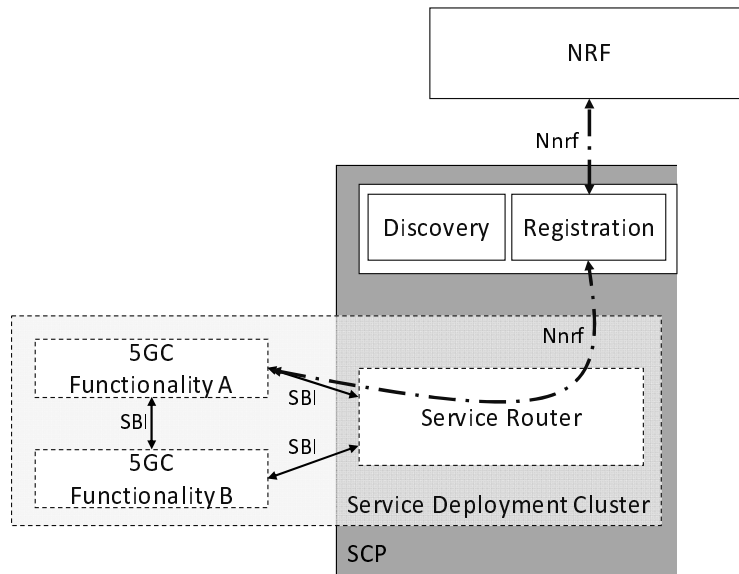 NRF
Nnrf
Discovery
Registration
Nnrf
5GC
Functionality A
SBI
Service Router
SBI
SBI
5GC
Functionality B
Service Deployment Cluster
SCP